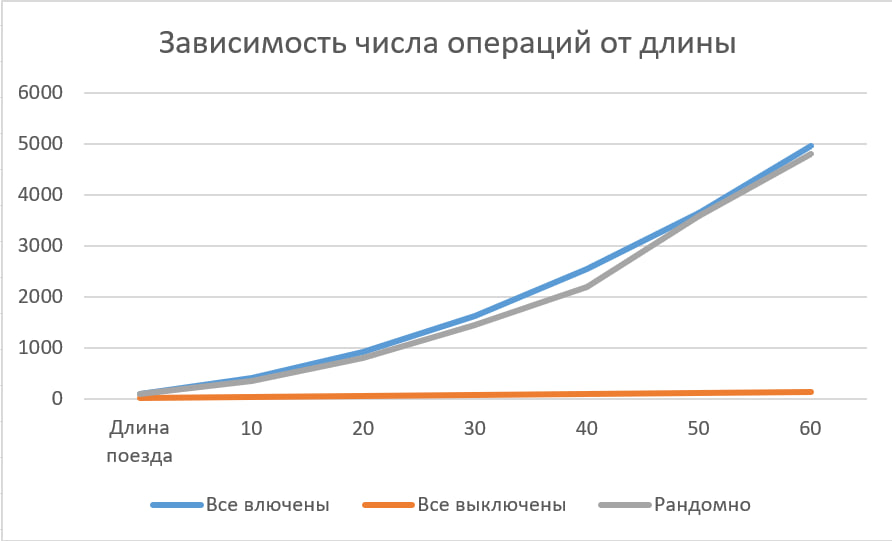 Зависимость числа операций от длины
6000
5000
4000
3000
2000
1000
0
Длина
поезда
10
20
30
40
50
60
Все влючены
Все выключены
Рандомно